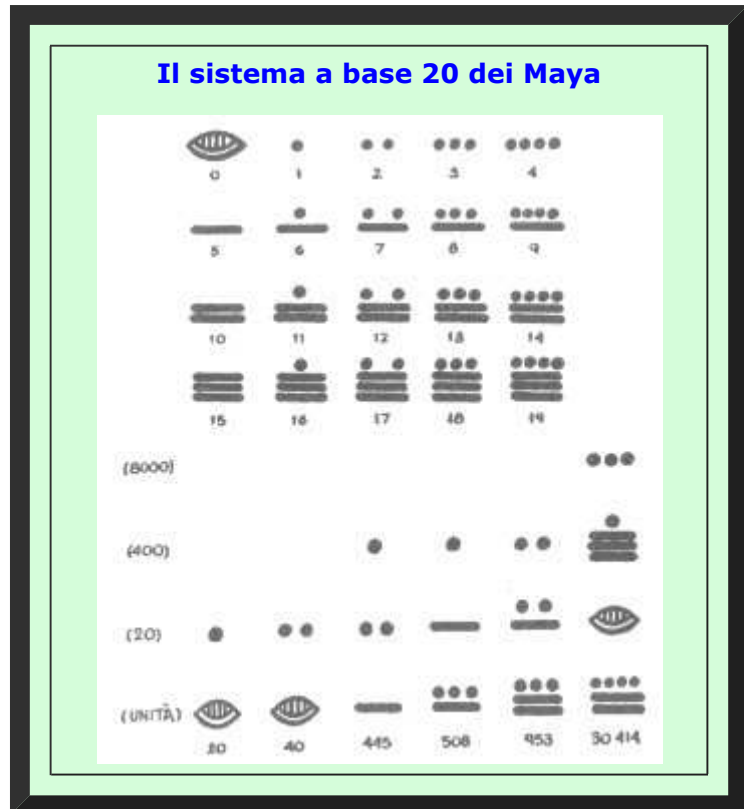 Il sistema a base 20 dei Maya
0 1 2 3 4
5 6 7 8 9
10 11 12 13 14
15 16 17 18 19
(8000)
(400)
(20)
(UNITÀ)
20 40 445 508 953 30 414